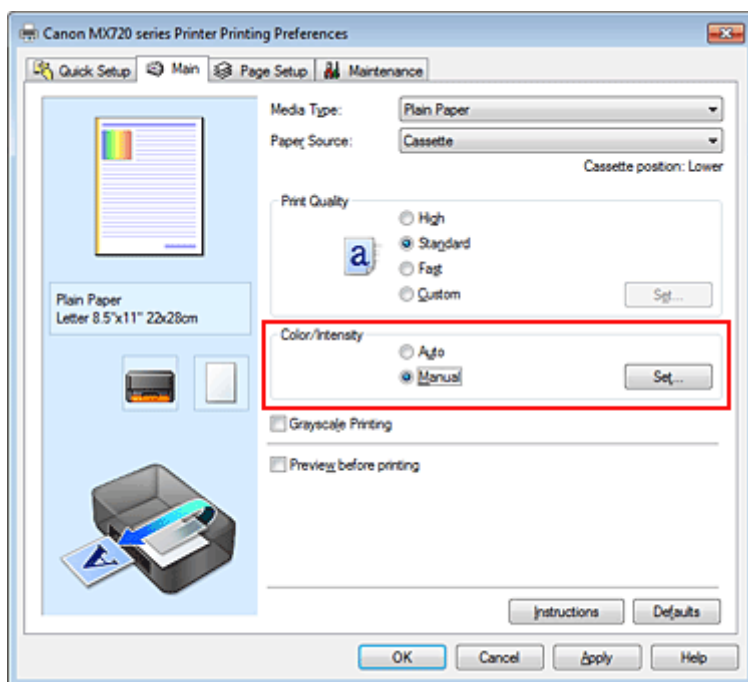 Canon MX720 series Printer Printing Preferences
Quick Setup Main Page Setup Maintenance
Media Type: Plain Paper
Paper Source: Cassette
Cassette position: Lower
Print Quality
High
Standard
Fast
Custom Set...
Plain Paper
Letter 8.5"x11" 22x28cm
Color/Intensity
Auto
Manual Set...
Grayscale Printing
Preview before printing
Instructions Defaults
OK Cancel Apply Help
a
A